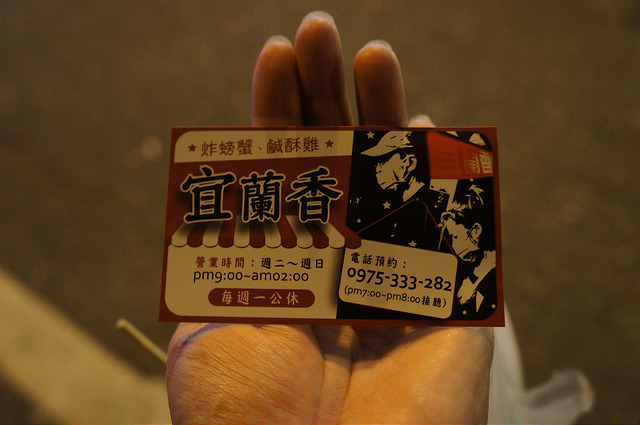 ★ 炸螃蟹、鹹酥雞 ★
宜蘭香
營業時間：週二～週日
pm9:00~am02:00
每週一公休
電話預約：
0975-333-282
(pm7:00~pm8:00接聽)